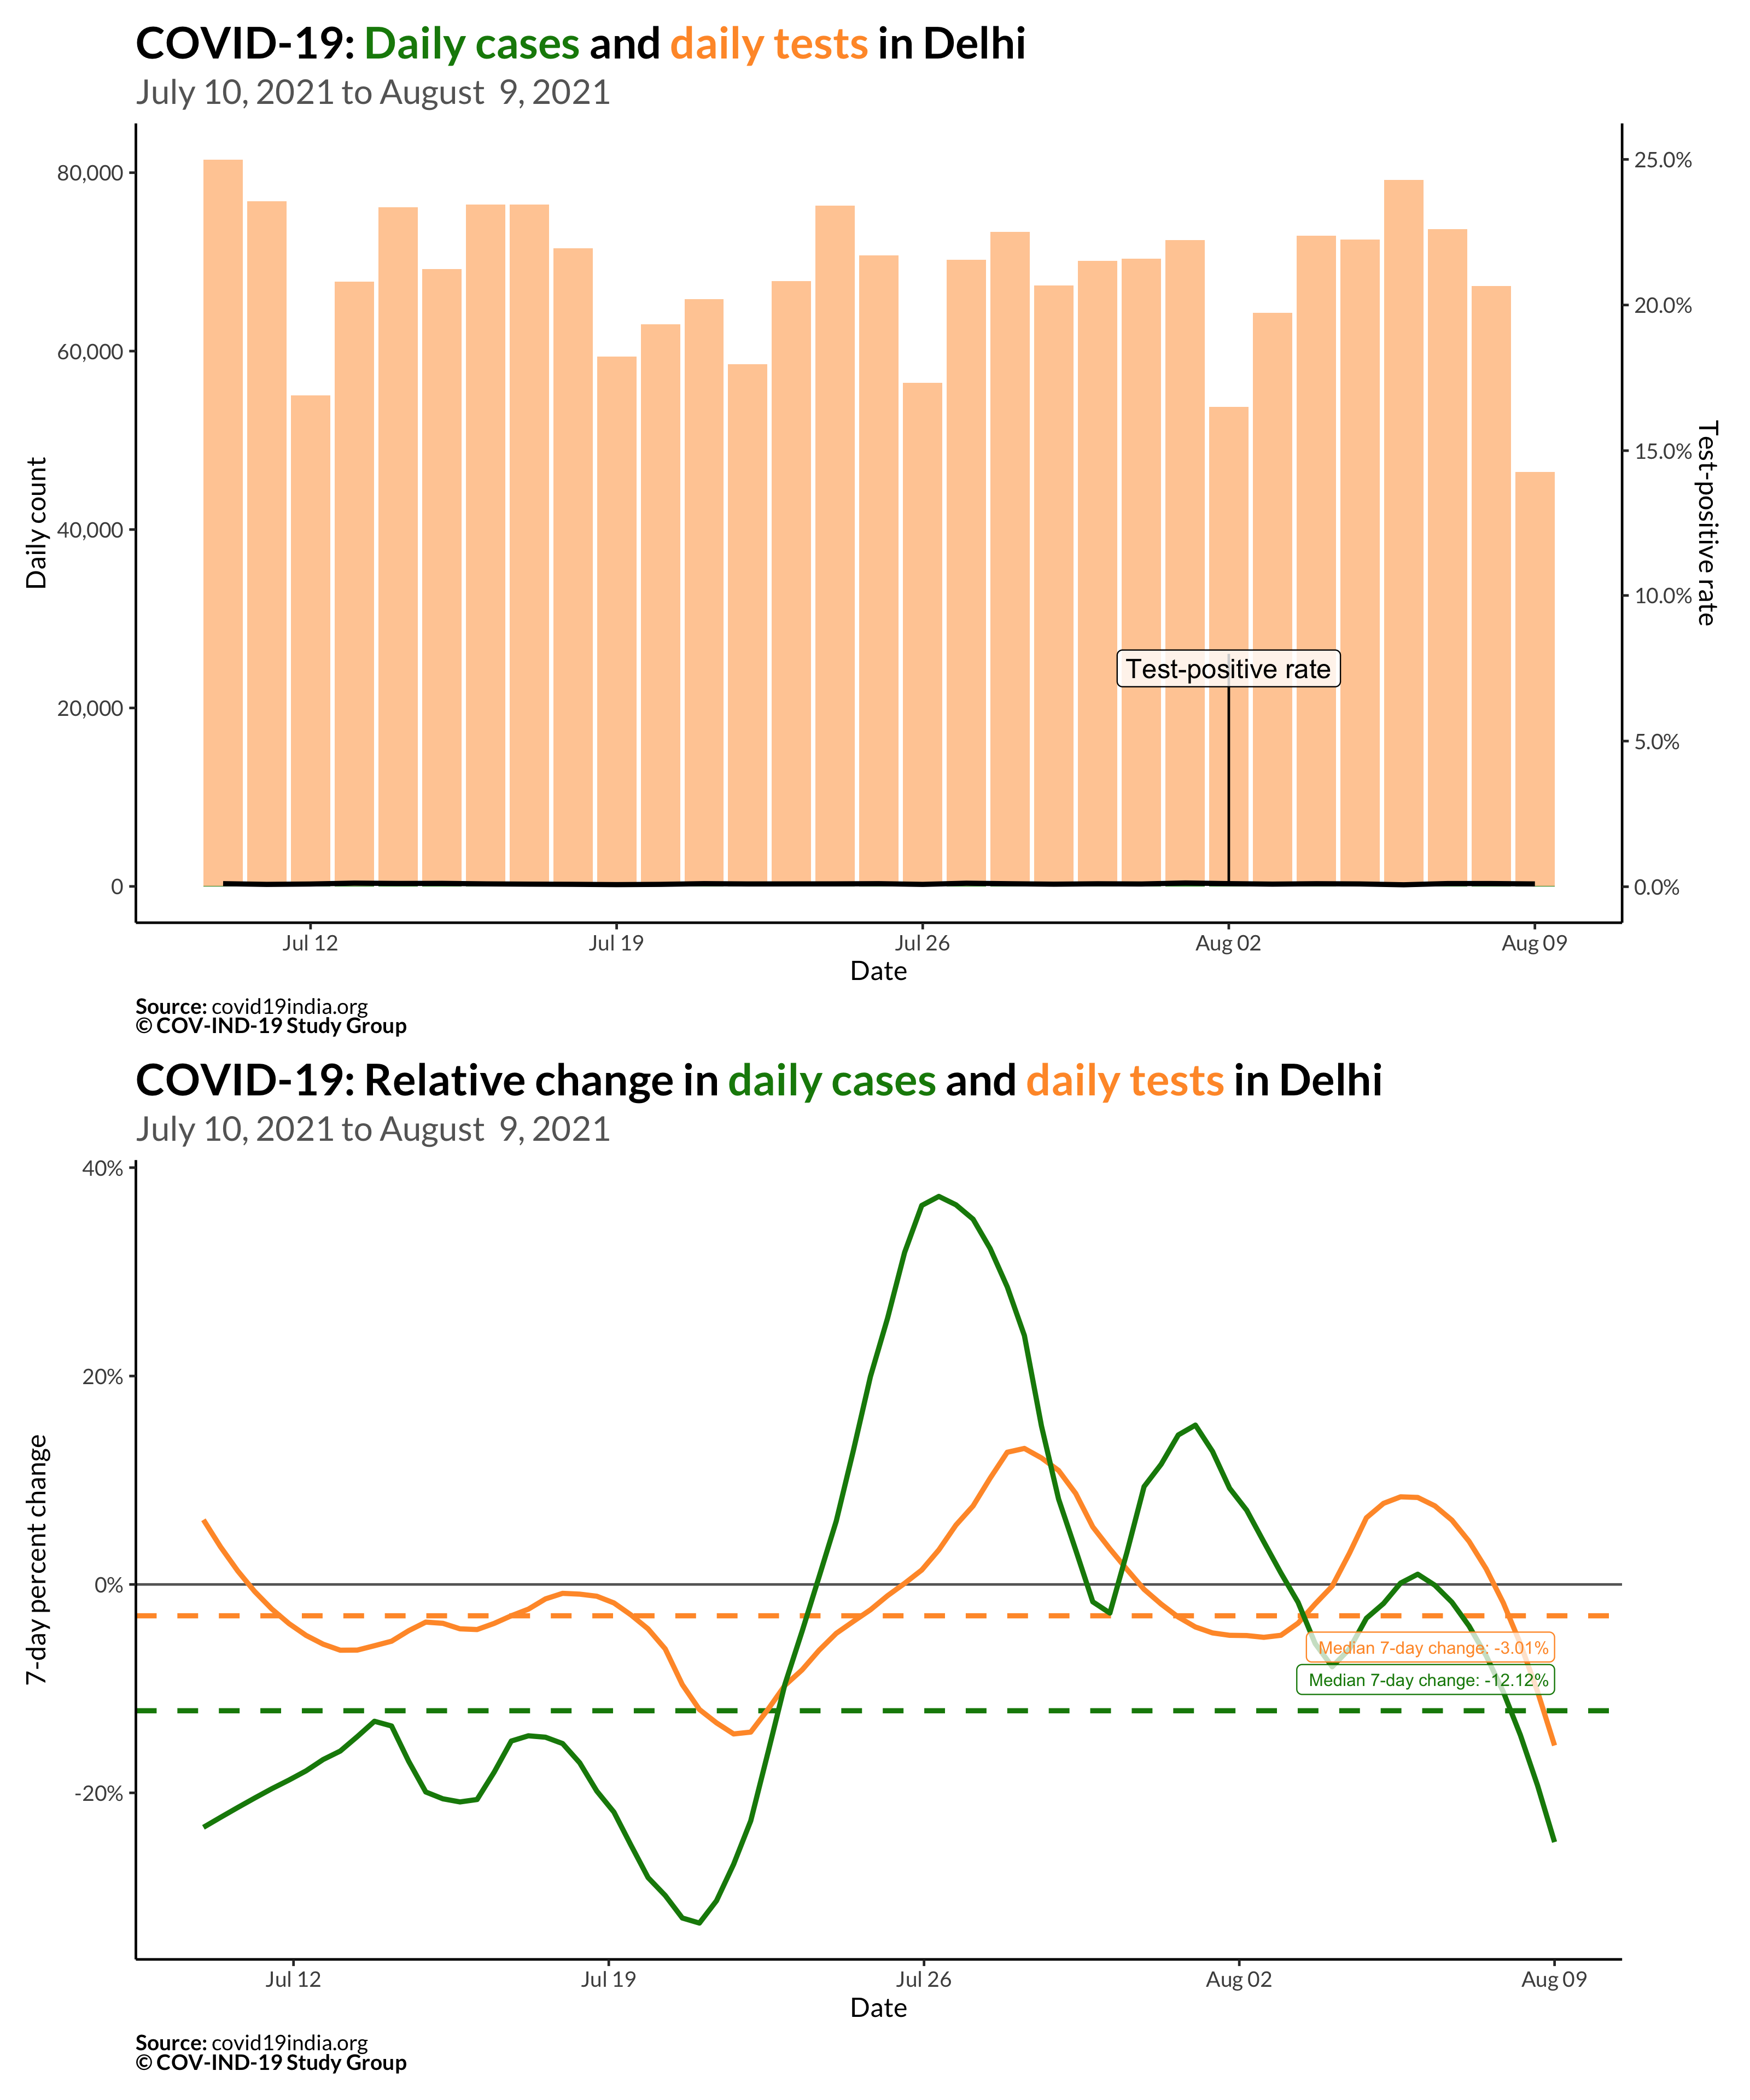 COVID-19: Daily cases and daily tests in Delhi
July 10, 2021 to August  9, 2021
80,000
60,000
40,000
20,000
0
Daily count
25.0%
20.0%
15.0%
10.0%
5.0%
0.0%
Test-positive rate
Test-positive rate
Jul 12
Jul 19
Jul 26
Aug 02
Aug 09
Date
Source: covid19india.org
© COV-IND-19 Study Group
COVID-19: Relative change in daily cases and daily tests in Delhi
July 10, 2021 to August  9, 2021
40%
20%
0%
-20%
7-day percent change
Median 7-day change: -3.01%
Median 7-day change: -12.12%
Jul 12
Jul 19
Jul 26
Aug 02
Aug 09
Date
Source: covid19india.org
© COV-IND-19 Study Group